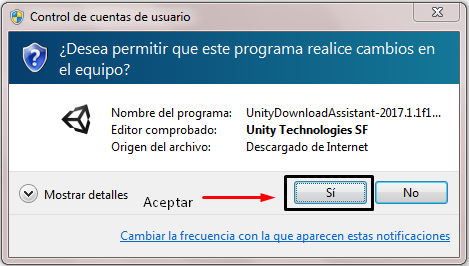 Control de cuentas de usuario
¿Desea permitir que este programa realice cambios en
el equipo?
Nombre del programa: UnityDownloadAssistant-2017.1.1f1...
Editor comprobado: Unity Technologies SF
Origen del archivo: Descargado de Internet
Mostrar detalles
Aceptar
Sí
No
Cambiar la frecuencia con la que aparecen estas notificaciones